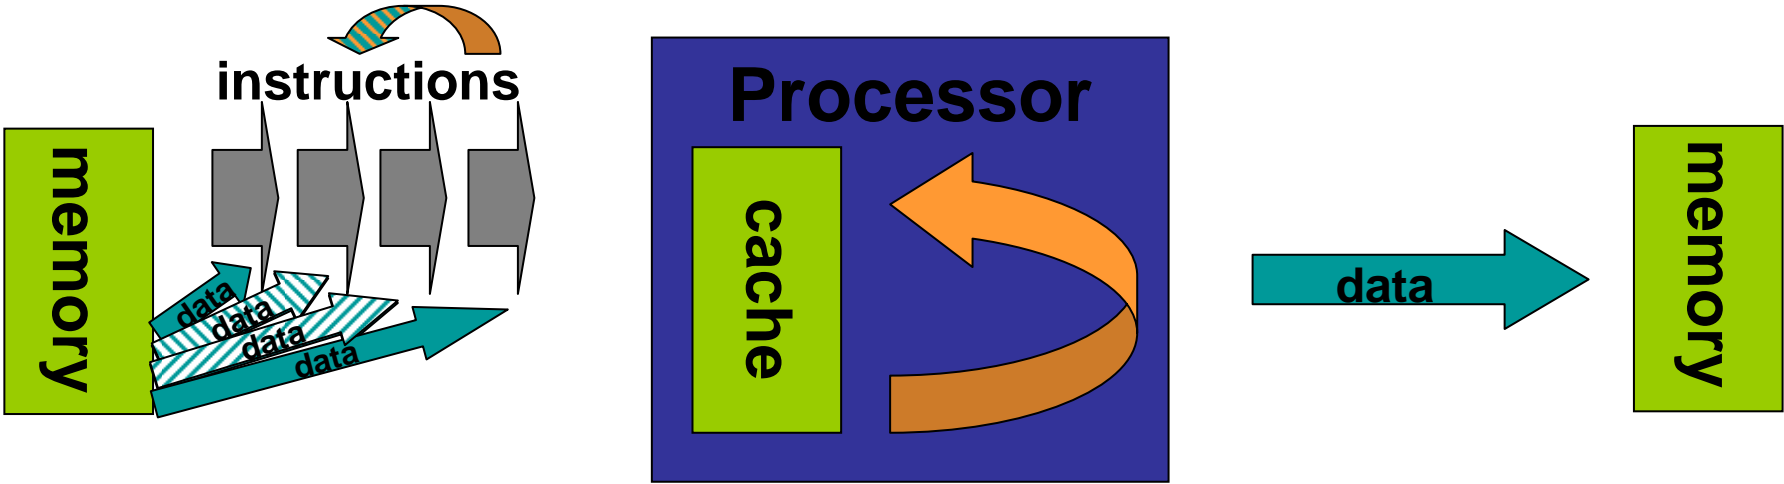 instructions
memory
data
data
data
data
Processor
cache
data
memory